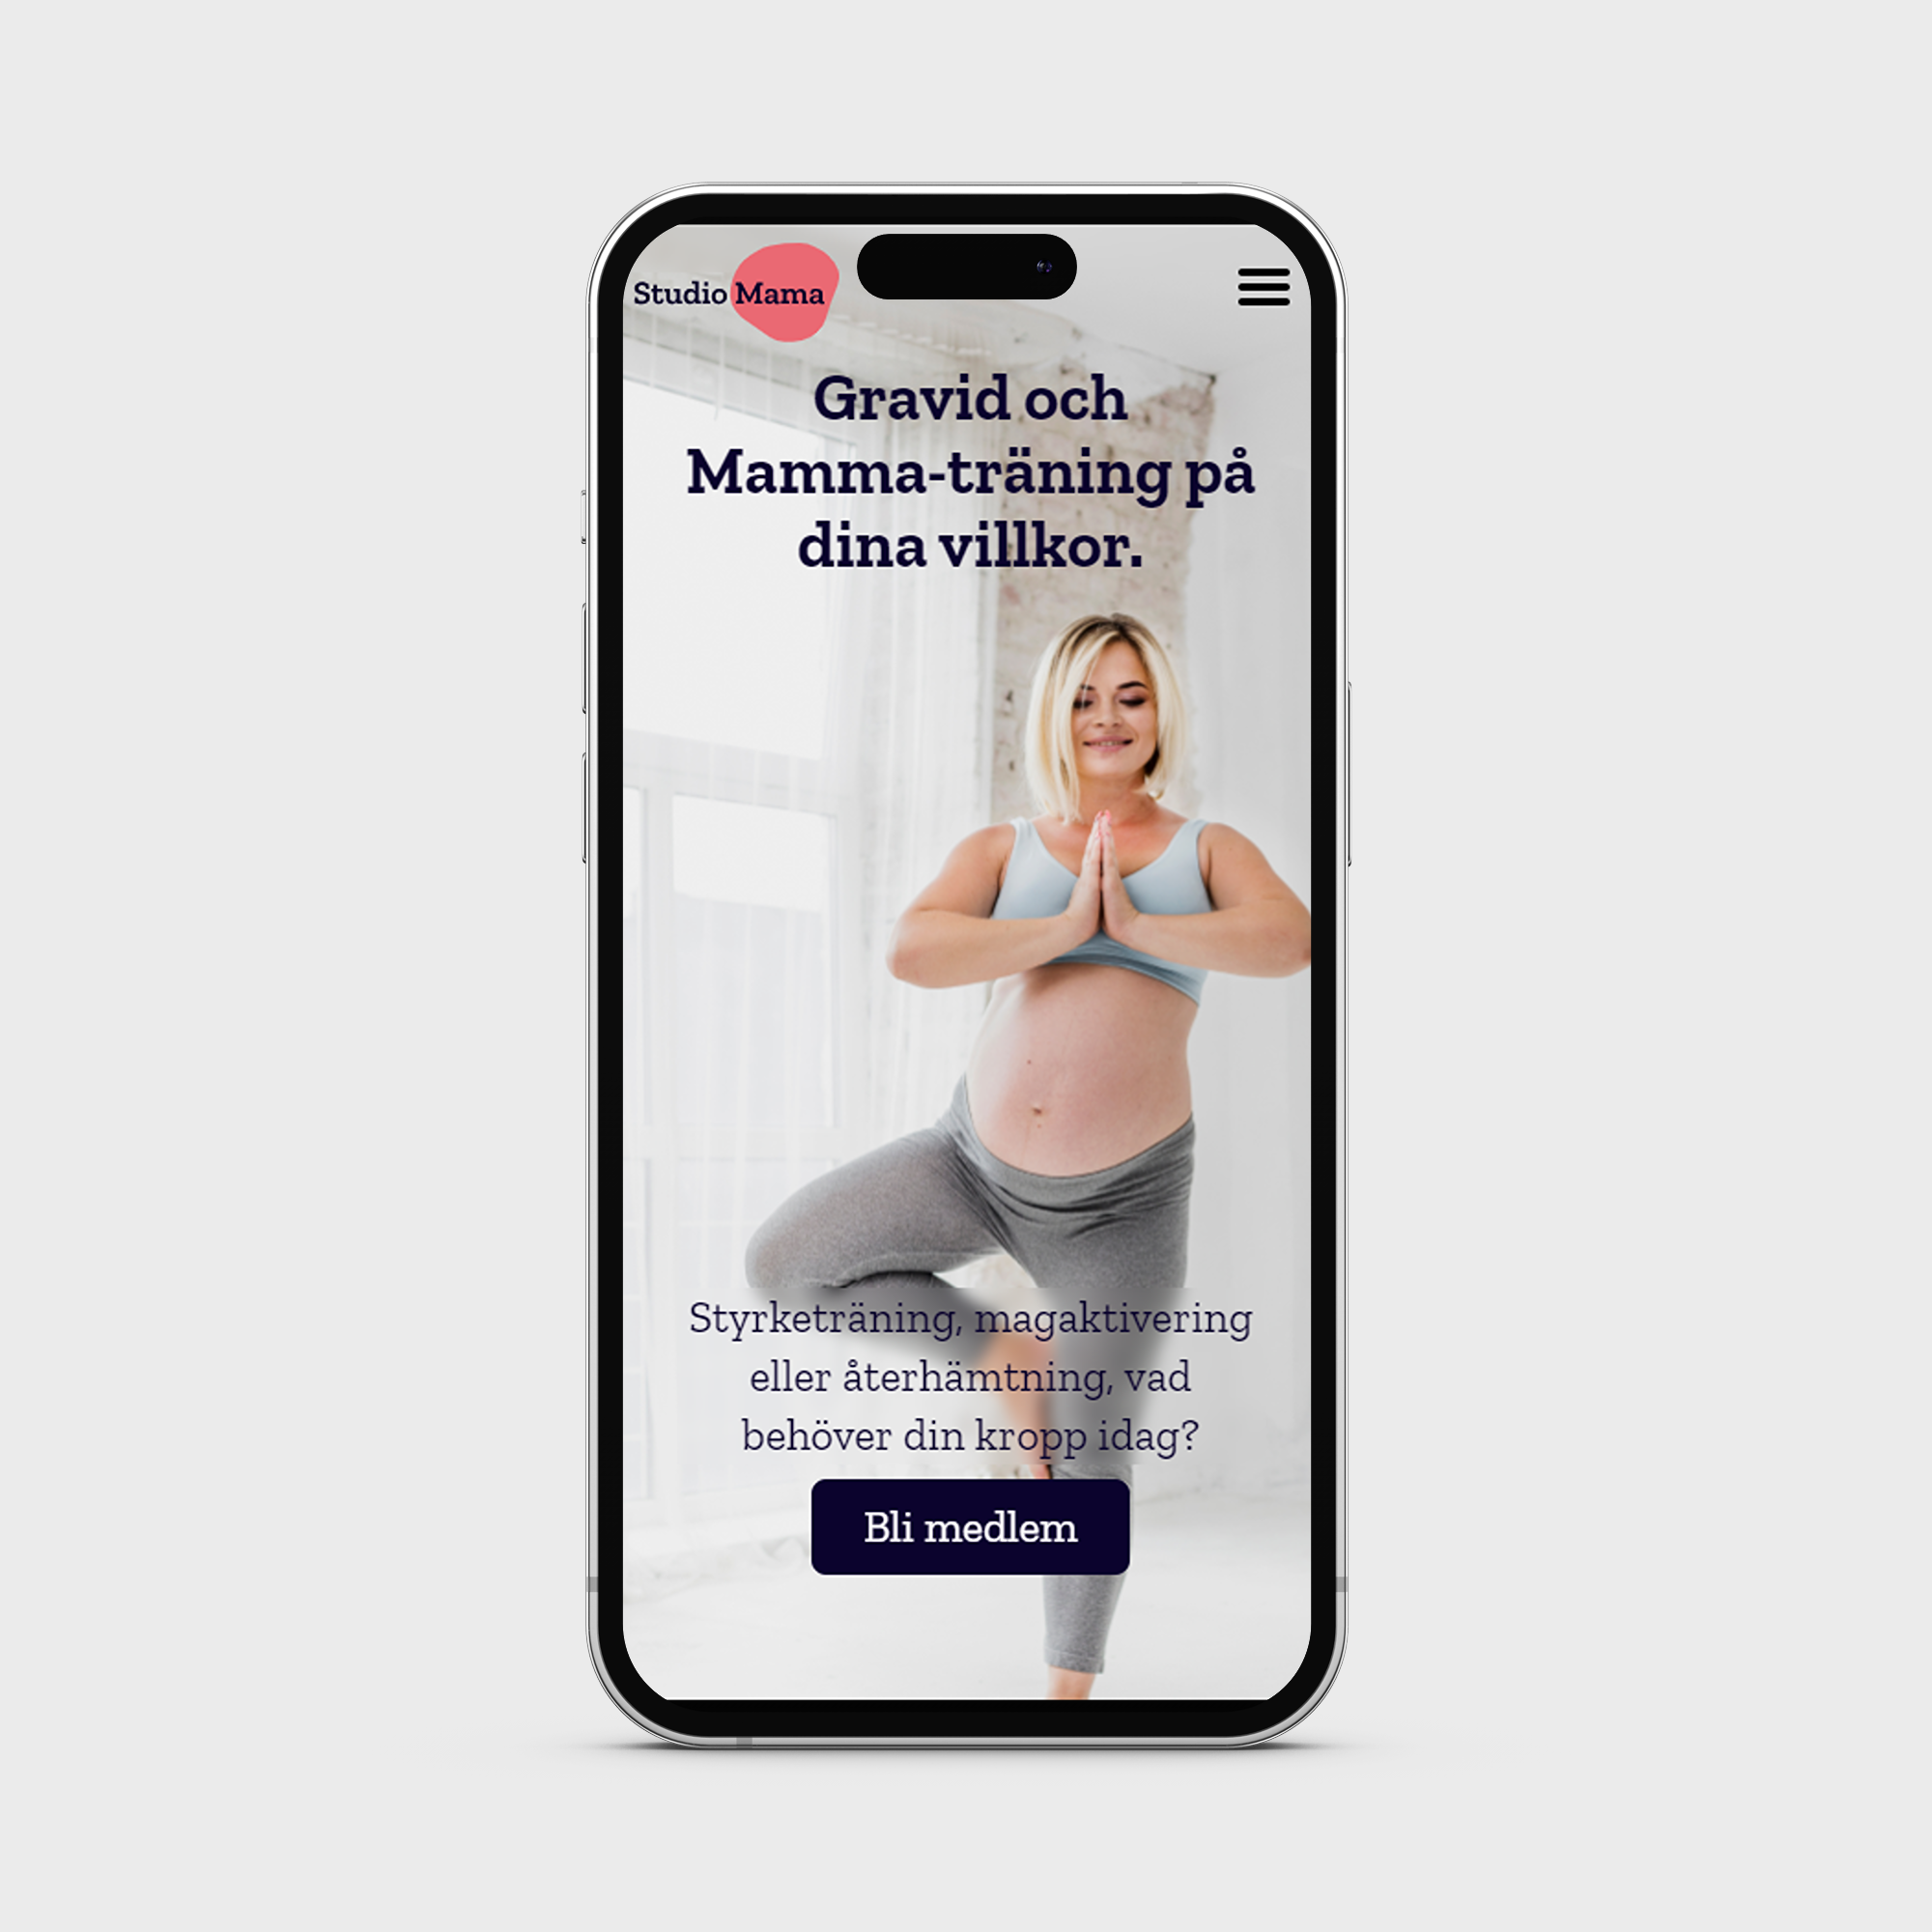 Studio Mama
Gravid och
Mamma-träning på
dina villkor.
Styrketräning, magaktivering
eller återhämtning, vad
behöver din kropp idag?
Bli medlem